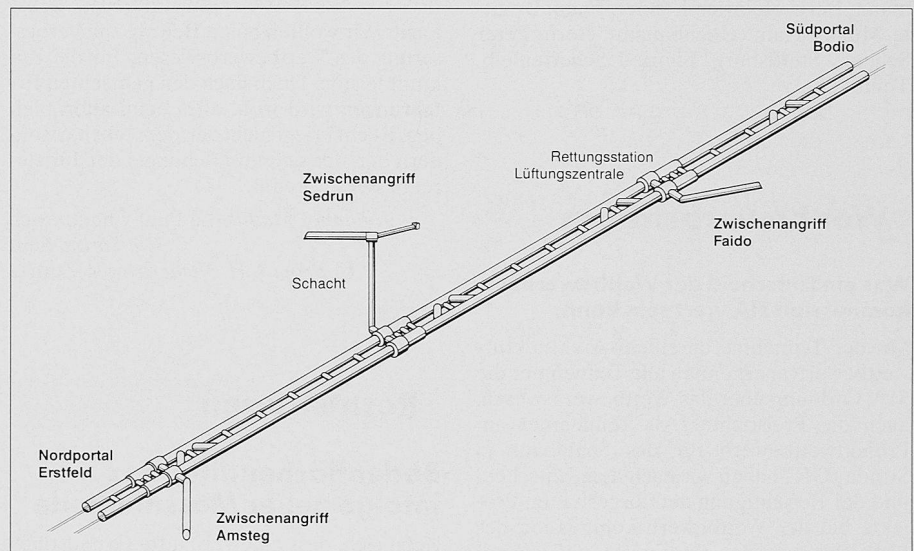 Südportal
Bodio
Rettungsstation
Lüftungszentrale
Zwischenangriff
Sedrun
Zwischenangriff
Faido
Schacht
Nordportal
Erstfeld
Zwischenangriff
Amsteg